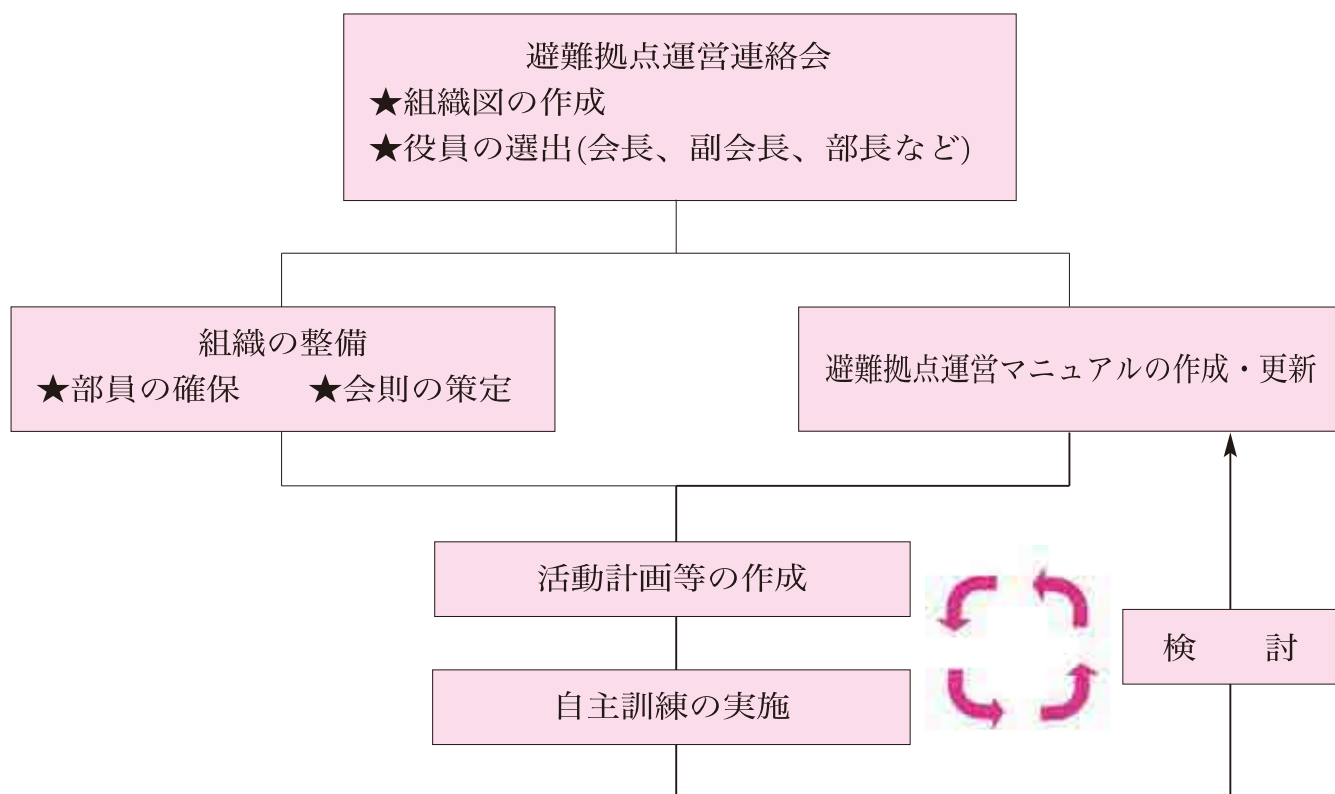 避難拠点運営連絡会
★組織図の作成
★役員の選出(会長、副会長、部長など)
組織の整備
★部員の確保　　★会則の策定
避難拠点運営マニュアルの作成・更新
活動計画等の作成
検　　討
自主訓練の実施